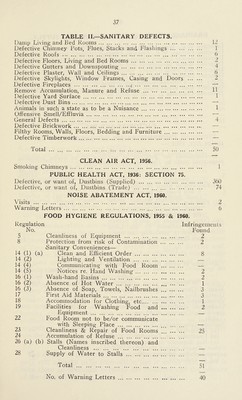 37
TABLE II.—SANITARY DEFECTS.
Damp Living and Bed Rooms ... 12
Defective Chimney Pots, Flues, Stacks and Flashings ... 1
Defective Roofs ... 6
Defective Floors, Living and Bed Rooms ... 2
Defective Gutters and Downspouting ... 4
Defective Plaster, Wall and Ceilings ... 6
Defective Skylights, Window Frames, Casing and Doors ... 2
Defective Fireplaces ... —
Remove Accumulation, Manure and Refuse ... 11
Defective Yard Surface ... 1
Defective Dust Bins ... —
Animals in such a state as to be a Nuisance ... 1
Offensive Smell/Effluvia ...
General Defects ... 4
Defective Brickwork ...
Filthy Rooms, Walls, Floors, Bedding and Furniture ... —
Defective Timberwork ... —
Total ... 50
CLEAN AIR ACT, 1956.
Smoking Chimneys ... 1
PUBLIC HEALTH ACT, 1936: SECTION 75.
Defective, or want of, Dustbins (Supplied) ... 360
Defective, or want of, Dustbins (Trade) ... 74
NOISE ABATEMENT ACT, 1960.
Visits ... 2
Warning Letters ... 6
FOOD HYGIENE REGULATIONS, 1955 & 1960.
Regulation Infringements
No. Found
5 Cleanliness of Equipment ... 2
8 Protection from risk of Contamination ... 2
Sanitary Conveniences—
14 (1) (a) Clean and Efficient Order ... 8
14 (2) Lighting and Ventilation ...
14 (4) Communicating with Food Room ...
14 (5) Notices re. Hand Washing ... 2
16 (1) Wash-hand Basins ... 2
16 (2) Absence of Hot Water ... 1
16 (3) Absence of Soap, Towels, Nailbrushes ... 3
17 First Aid Materials ... 3
18 Accommodation for Clothing, etc. ... 1
19 Facilities for Washing Food and
Equipment ... 2
22 Food Room not to be/or communicate
with Sleeping Place ... —
23 Cleanliness & Repair of Food Rooms ... 25
24 Accumulation of Refuse ...
26 (a) (b) Stalls (Names inscribed thereon) and
Cleanliness ... —
28 Supply of Water to Stalls ... —
Total ... 51
No. of Warning Letters ... 40